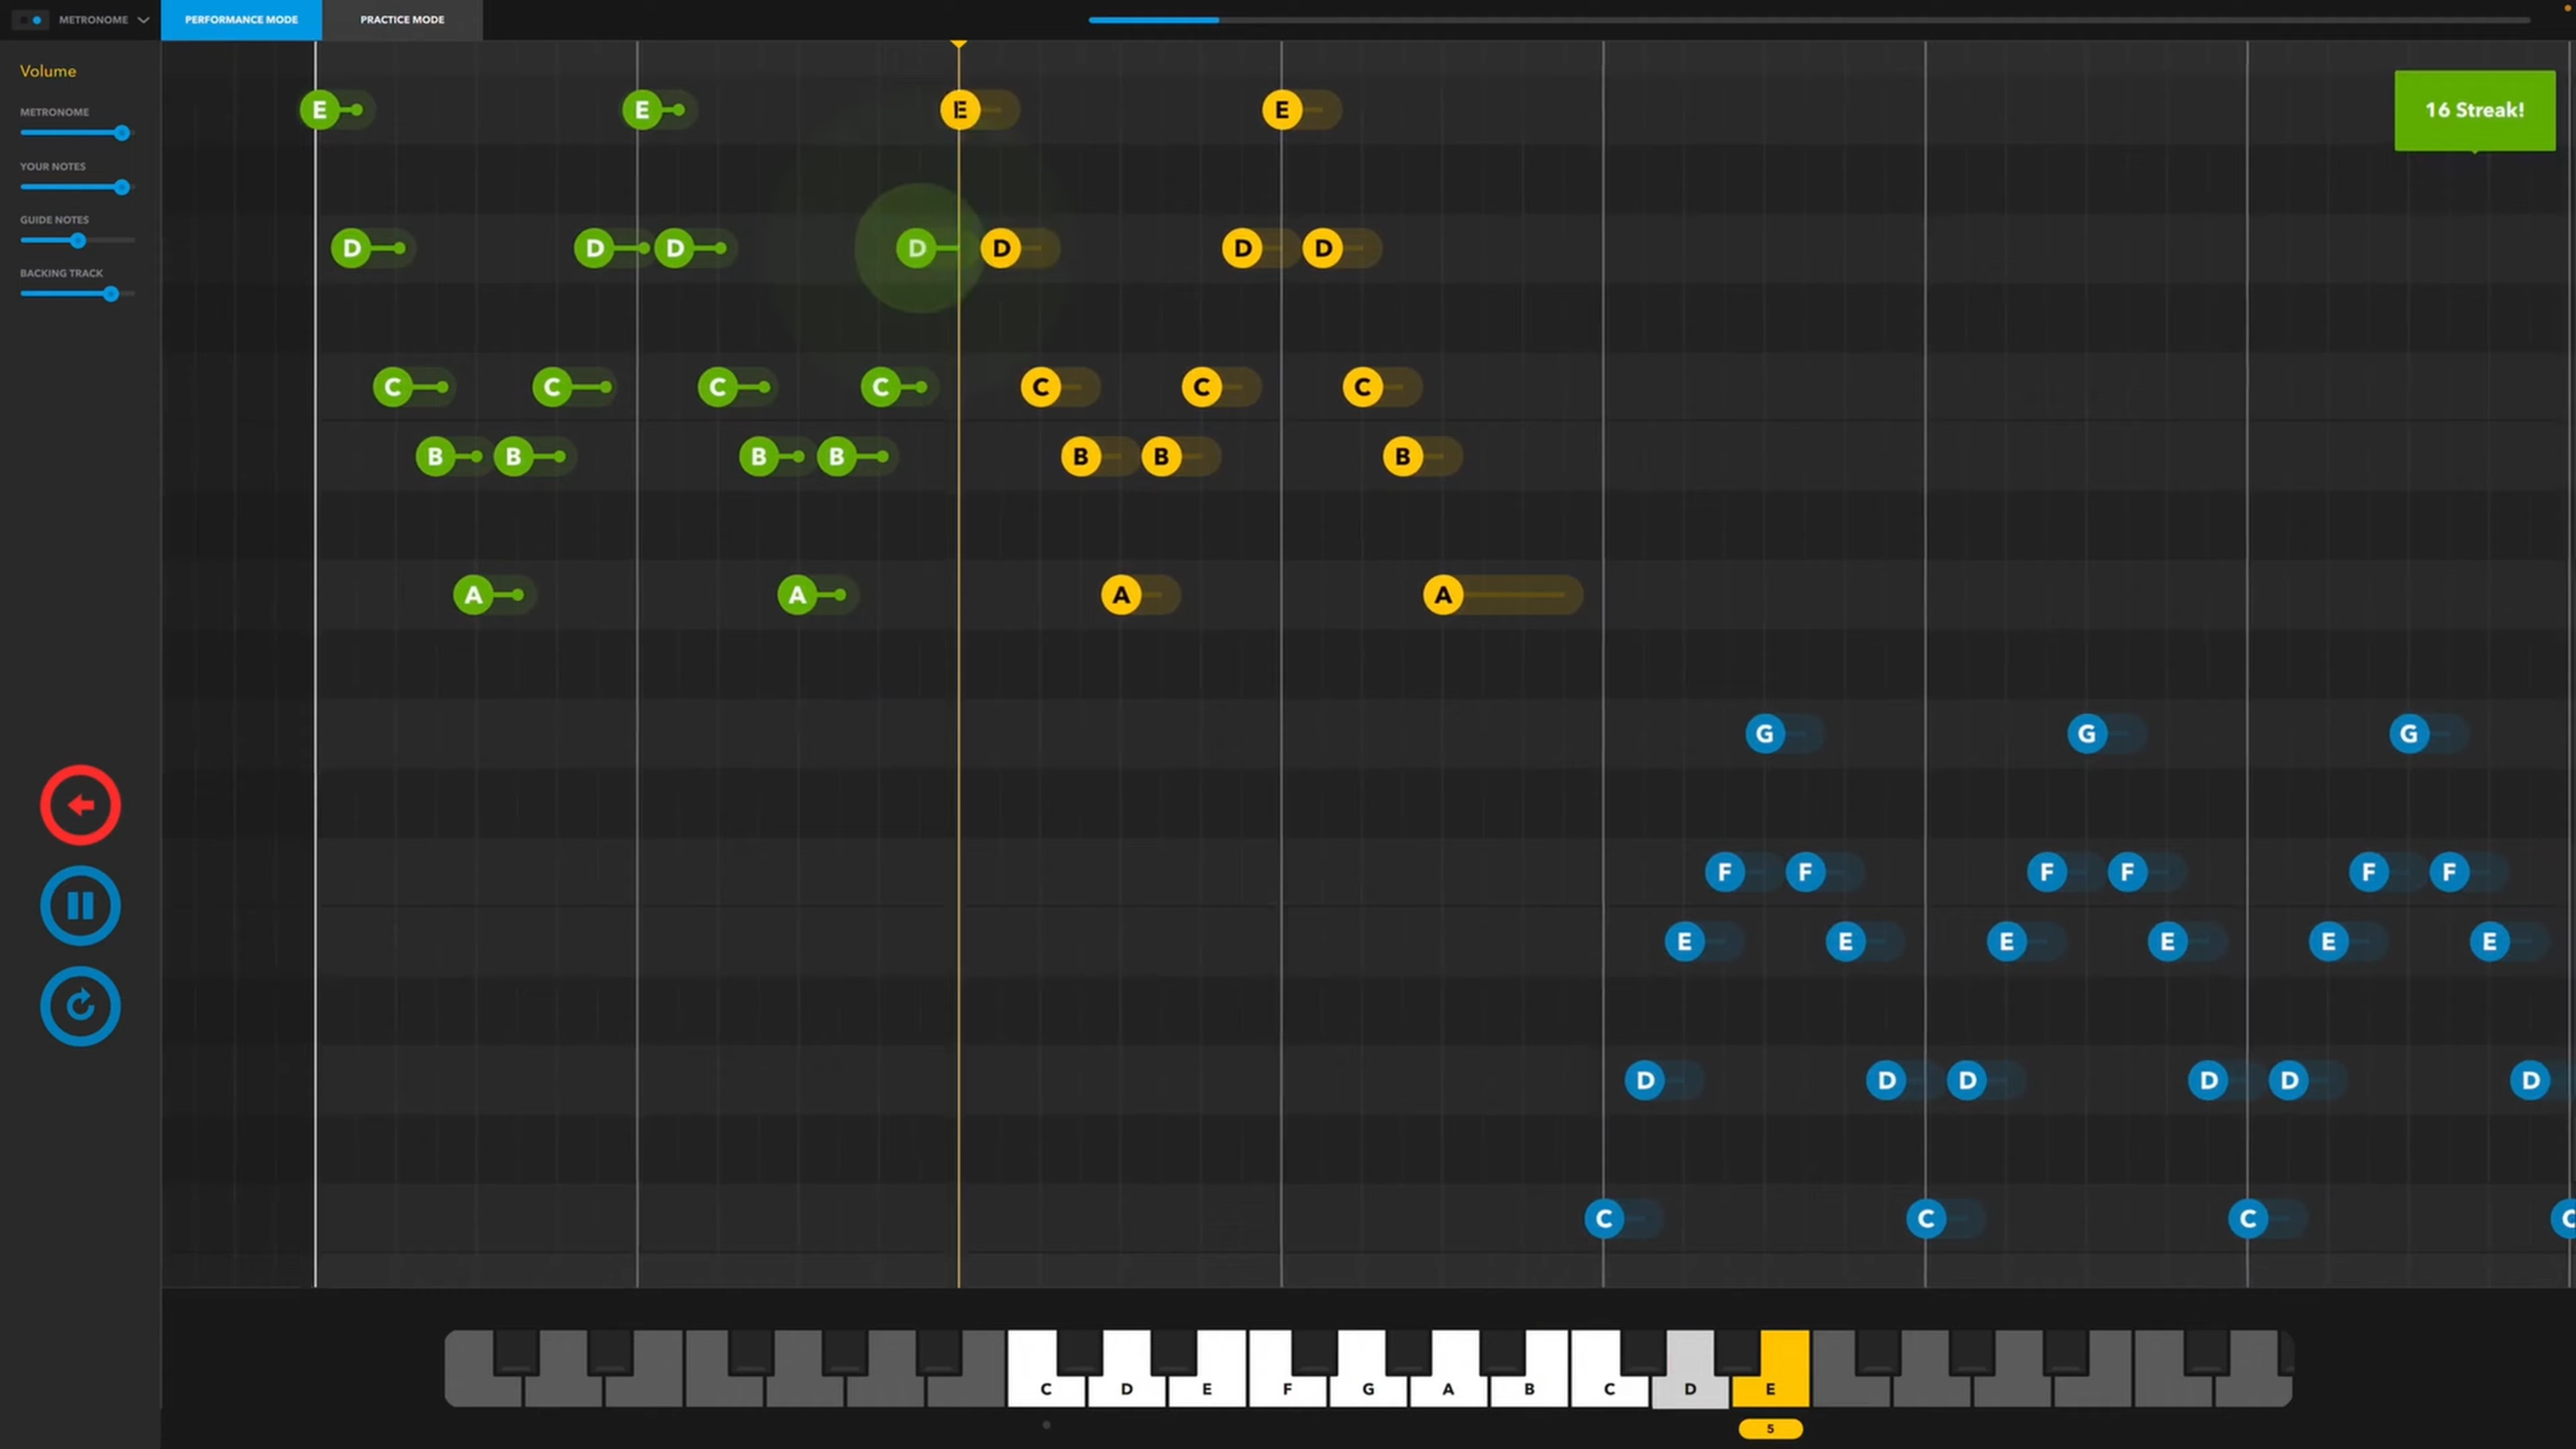 METRONOME PERFORMANCE MODE PRACTICE MODE
Volume
METRONOME
YOUR NOTES
GUIDE NOTES
BACKING TRACK
16 Streak!
E E E E
D D D D D D D
C C C C C C C
B B B B B B B
A A A A
G G G
F F F F F F
E E E E E E
D D D D D D
C C C C
C D E F G A B C D E
5